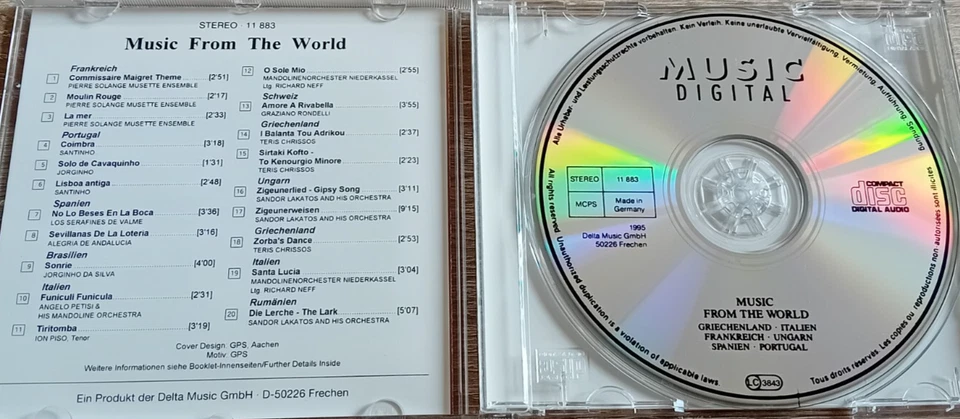 STEREO · 11 883
Music From The World
Frankreich
1 Commissaire Maigret Theme [2'51]
PIERRE SOLANGE MUSETTE ENSEMBLE
2 Moulin Rouge [2'17]
PIERRE SOLANGE MUSETTE ENSEMBLE
3 La mer [2'33]
PIERRE SOLANGE MUSETTE ENSEMBLE
Portugal
4 Coimbra [3'18]
SANTINHO
5 Solo de Cavaquinho [1'31]
JORGINHO
6 Lisboa antiga [2'48]
SANTINHO
Spanien
7 No Lo Beses En La Boca [3'36]
LOS SERAFINES DE VALME
8 Sevillanas De La Loteria [3'16]
ALEGRIA DE ANDALUCIA
Brasilien
9 Sonrie [4'00]
JORGINHO DA SILVA
Italien
10 Funiculi Funicula [2'31]
ANGELO PETISI &
HIS MANDOLINE ORCHESTRA
11 Tiritomba [3'19]
ION PISO, Tenor
12 O Sole Mio [2'55]
MANDOLINENORCHESTER NIEDERKASSEL
Ltg. RICHARD NEFF
Schweiz
13 Amore A Rivabella [3'55]
GRAZIANO RONDELLI
Griechenland
14 I Balanta Tou Adrikou [2'37]
TERIS CHRISSOS
15 Sirtaki Kofto -
To Kenourgio Minore [2'23]
TERIS CHRISSOS
Ungarn
16 Zigeunerlied - Gipsy Song [3'11]
SANDOR LAKATOS AND HIS ORCHESTRA
17 Zigeunerweisen [9'15]
SANDOR LAKATOS AND HIS ORCHESTRA
Griechenland
18 Zorba's Dance [2'53]
TERIS CHRISSOS
Italien
19 Santa Lucia [3'04]
MANDOLINENORCHESTER NIEDERKASSEL
Ltg. RICHARD NEFF
Rumänien
20 Die Lerche - The Lark [5'07]
SANDOR LAKATOS AND HIS ORCHESTRA
Cover Design: GPS, Aachen
Motiv: GPS
Weitere Informationen siehe Booklet-Innenseiten/Further Details Inside
Ein Produkt der Delta Music GmbH · D-50226 Frechen
Alle Urheber- und Leistungsschutzrechte vorbehalten. Kein Verleih. Keine unerlaubte Vervielfältigung, Vermietung, Aufführung, Sendung.
MUSIC
DIGITAL
STEREO 11 883
MCPS Made in Germany
COMPACT
disc
DIGITAL AUDIO
1995
Delta Music GmbH
50226 Frechen
MUSIC
FROM THE WORLD
GRIECHENLAND · ITALIEN
FRANKREICH · UNGARN
SPANIEN · PORTUGAL
LC 3843
All rights reserved. Unauthorized duplication is a violation of applicable laws.
Les copies ou reproductions non autorisées sont illicites. Tous droits réservés.